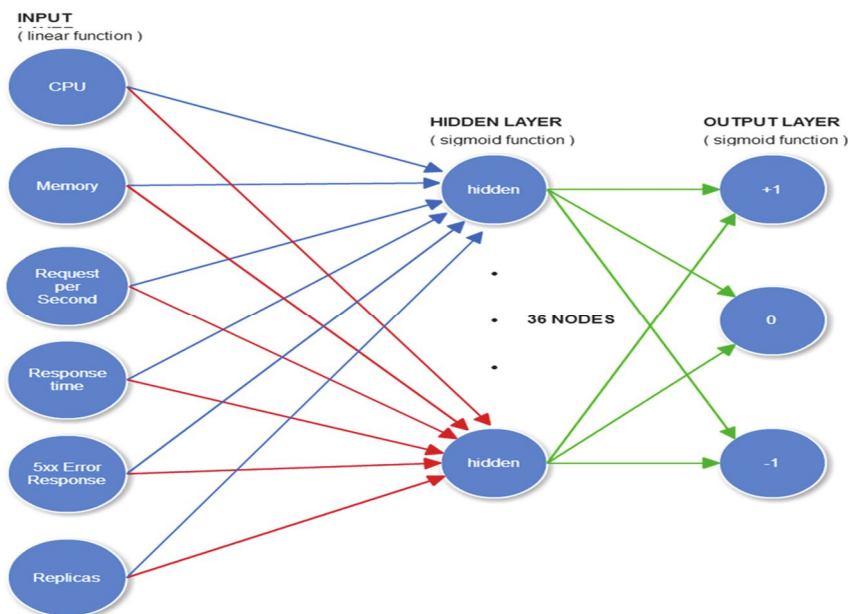 INPUT
( linear function )
CPU
Memory
Request
per
Second
Response
time
5xx Error
Response
Replicas
HIDDEN LAYER
( sigmoid function )
hidden
36 NODES
hidden
OUTPUT LAYER
( sigmoid function )
+1
0
-1